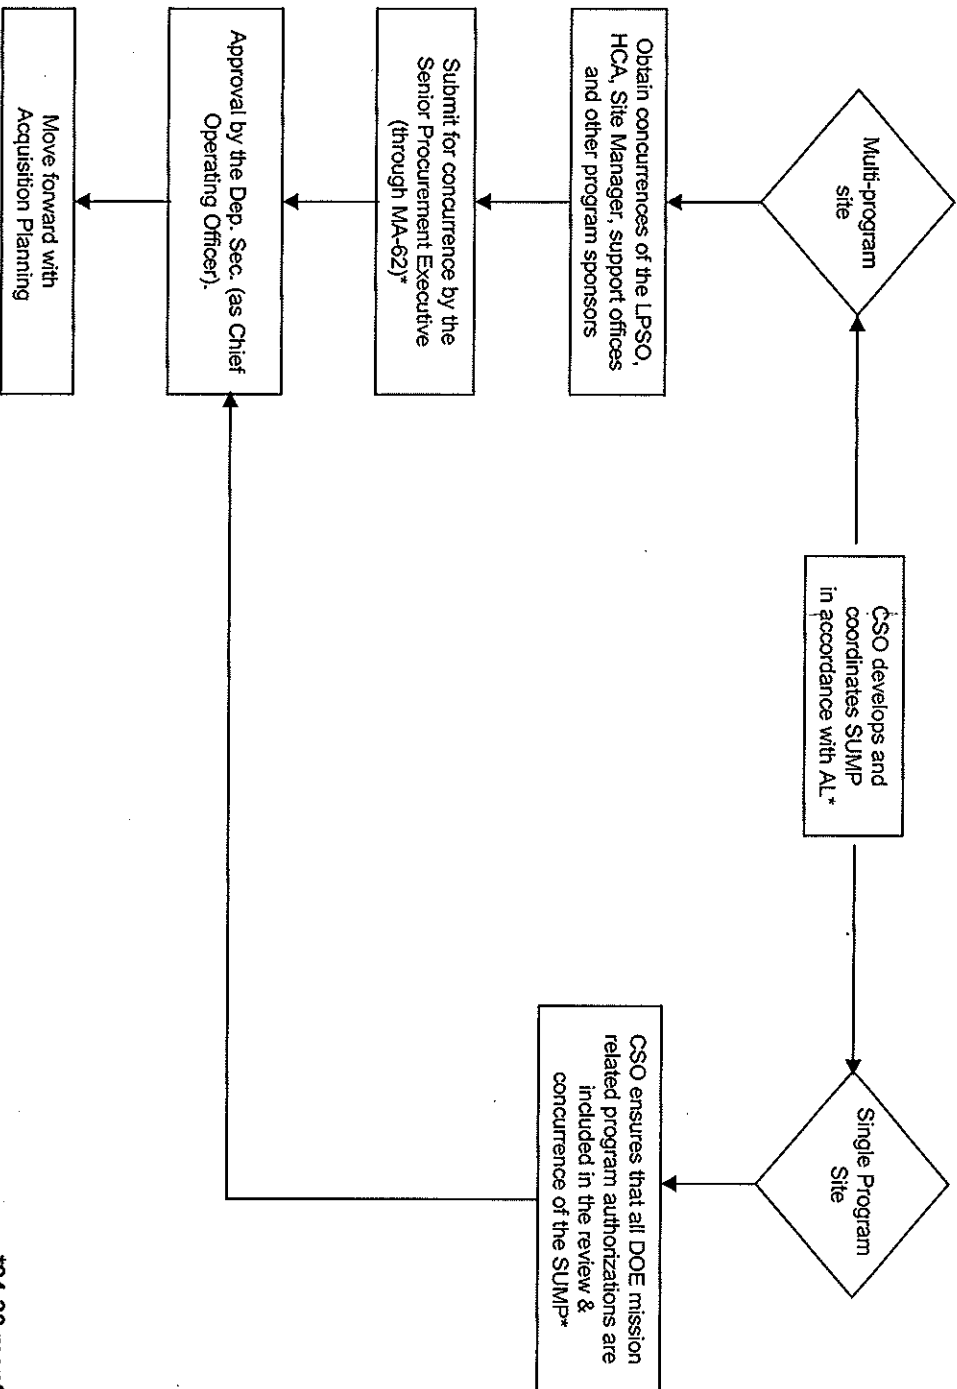 CSO develops and
coordinates SUMP
in accordance with AL*
Multi-program
site
Single Program
Site
Obtain concurrences of the LPSO,
HCA, Site Manager, support offices
and other program sponsors
CSO ensures that all DOE mission
related program authorizations are
included in the review &
concurrence of the SUMP*
Submit for concurrence by the
Senior Procurement Executive
(through MA-62)*
Approval by the Dep. Sec. (as Chief
Operating Officer).
Move forward with
Acquisition Planning